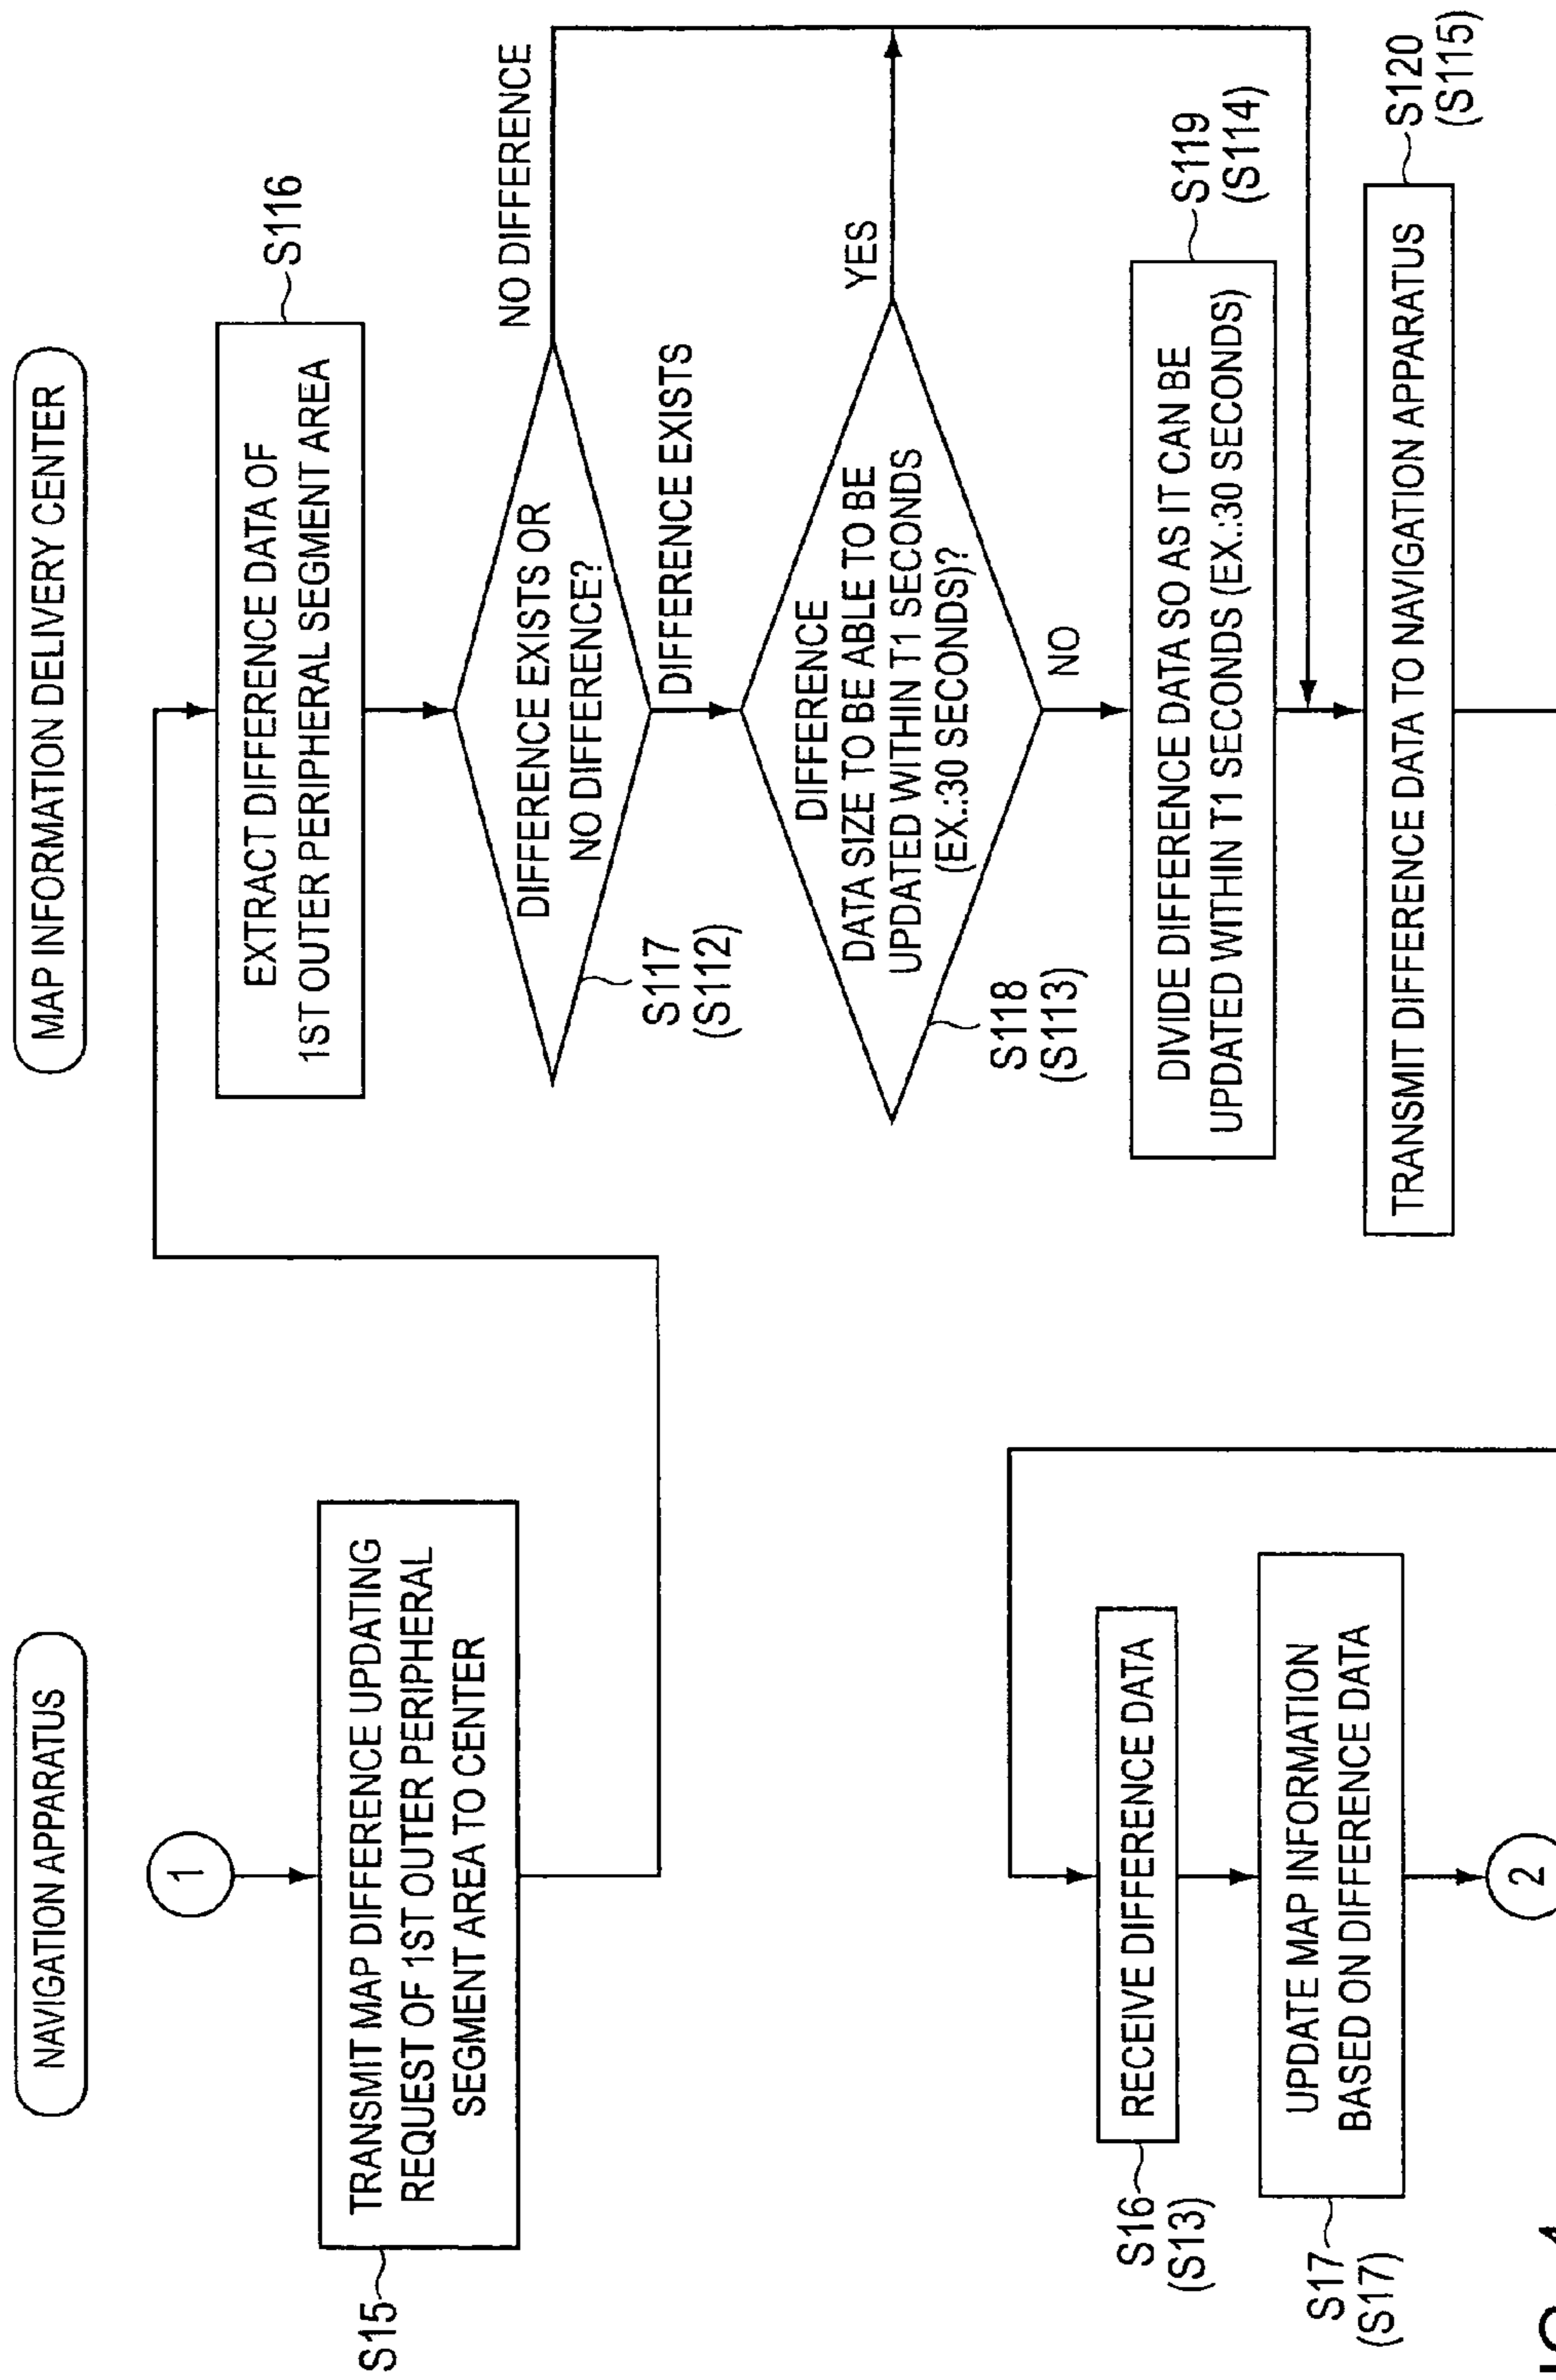 NAVIGATION APPARATUS
1
TRANSMIT MAP DIFFERENCE UPDATING
REQUEST OF 1ST OUTER PERIPHERAL
SEGMENT AREA TO CENTER
S15
RECEIVE DIFFERENCE DATA
S16
(S13)
UPDATE MAP INFORMATION
BASED ON DIFFERENCE DATA
S17
(S17)
2
MAP INFORMATION DELIVERY CENTER
EXTRACT DIFFERENCE DATA OF
1ST OUTER PERIPHERAL SEGMENT AREA
S116
DIFFERENCE EXISTS OR
NO DIFFERENCE?
NO DIFFERENCE
S117
(S112)
DIFFERENCE EXISTS
DIFFERENCE
DATA SIZE TO BE ABLE TO BE
UPDATED WITHIN T1 SECONDS
(EX.:30 SECONDS)?
YES
S118
(S113)
NO
DIVIDE DIFFERENCE DATA SO AS IT CAN BE
UPDATED WITHIN T1 SECONDS (EX.:30 SECONDS)
S119
(S114)
TRANSMIT DIFFERENCE DATA TO NAVIGATION APPARATUS
S120
(S115)